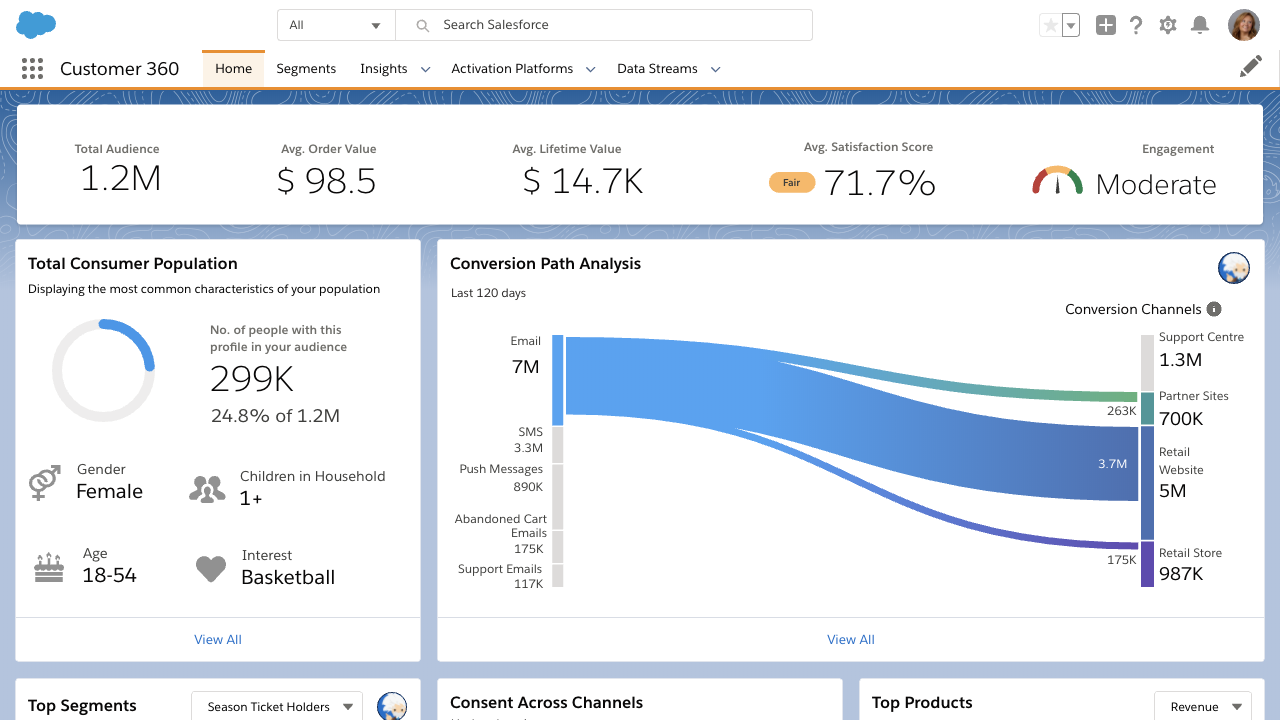 All
Search Salesforce
Customer 360
Home
Segments
Insights
Activation Platforms
Data Streams
Total Audience
1.2M
Avg. Order Value
$ 98.5
Avg. Lifetime Value
$ 14.7K
Avg. Satisfaction Score
Fair
71.7%
Engagement
Moderate
Total Consumer Population
Displaying the most common characteristics of your population
No. of people with this
profile in your audience
299K
24.8% of 1.2M
Gender
Female
Children in Household
1+
Age
18-54
Interest
Basketball
View All
Conversion Path Analysis
Last 120 days
Conversion Channels
Email
7M
SMS
3.3M
Push Messages
890K
Abandoned Cart
Emails
175K
Support Emails
117K
263K
3.7M
175K
Support Centre
1.3M
Partner Sites
700K
Retail
Website
5M
Retail Store
987K
View All
Top Segments
Season Ticket Holders
Consent Across Channels
Top Products
Revenue